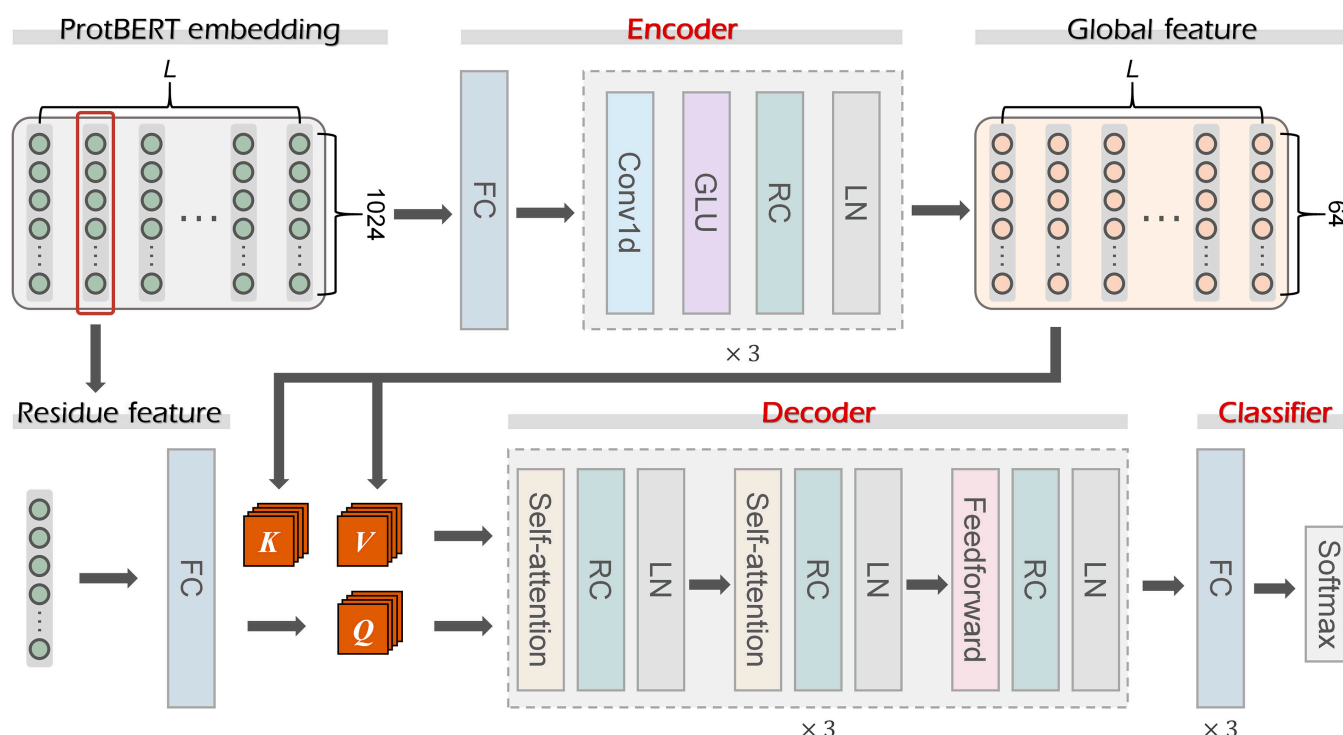 ProtBERT embedding
Encoder
Global feature
L
L
1024
FC
Conv1d
GLU
RC
LN
64
× 3
Residue feature
Decoder
Classifier
FC
K
V
Q
Self-attention
RC
LN
Self-attention
RC
LN
Feedforward
RC
LN
FC
Softmax
× 3
× 3